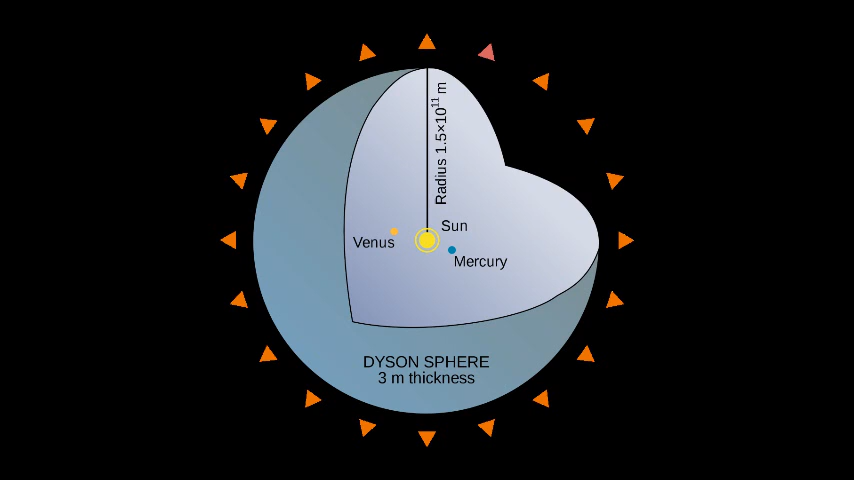 Radius 1.5×10¹¹ m
Sun
Venus
Mercury
DYSON SPHERE
3 m thickness